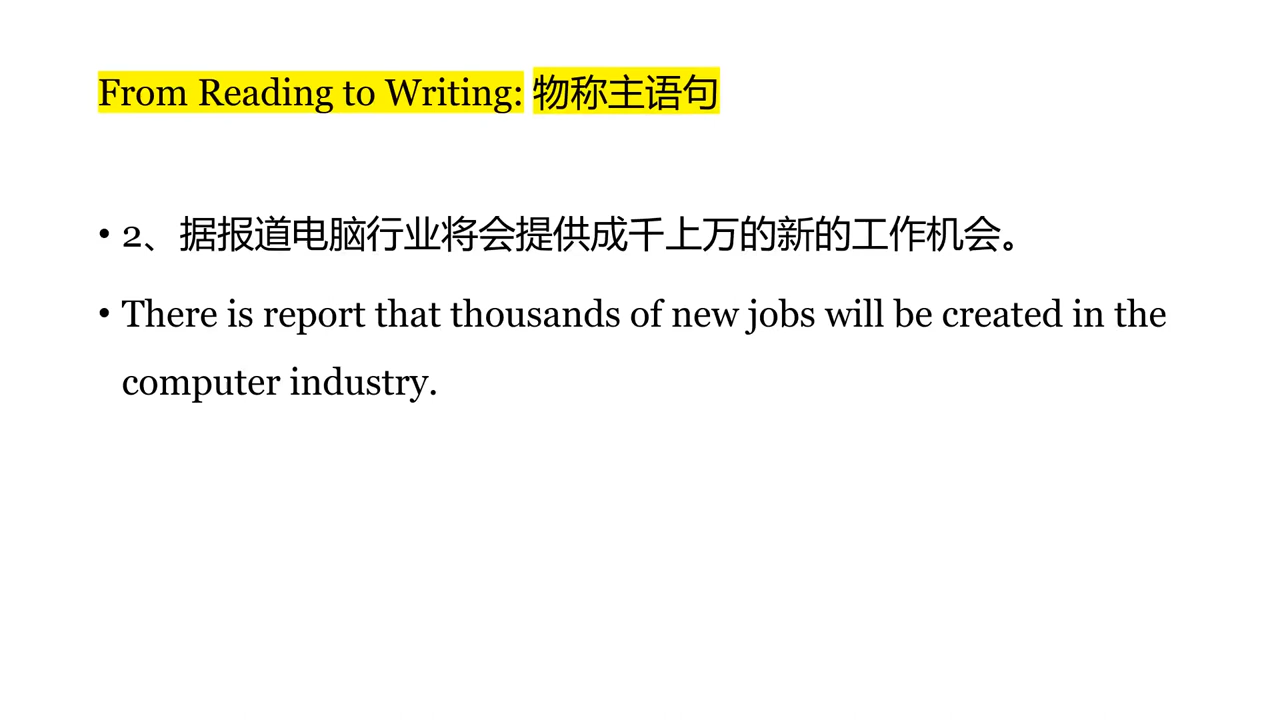 From Reading to Writing: 物称主语句
• 2、据报道电脑行业将会提供成千上万的新的工作机会。
• There is report that thousands of new jobs will be created in the
computer industry.